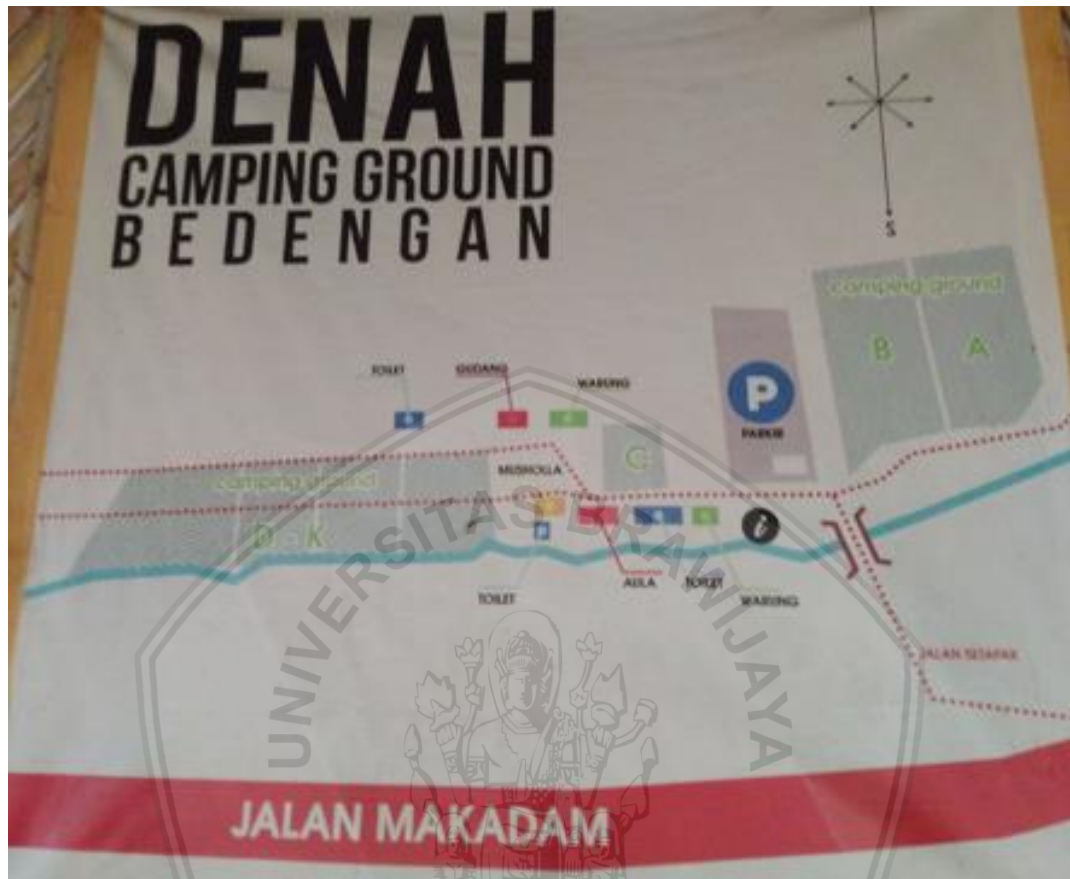 DENAH
CAMPING GROUND
BEDENGAN
S
camping ground
B A
TOILET GUDANG WARUNG
P
PARKIR
C
camping ground
MUSHOLLA
D - K
i
TOILET AULA TOILET WARUNG
JALAN SETAPAK
JALAN MAKADAM
UNIVERSITAS BRAWIJAYA